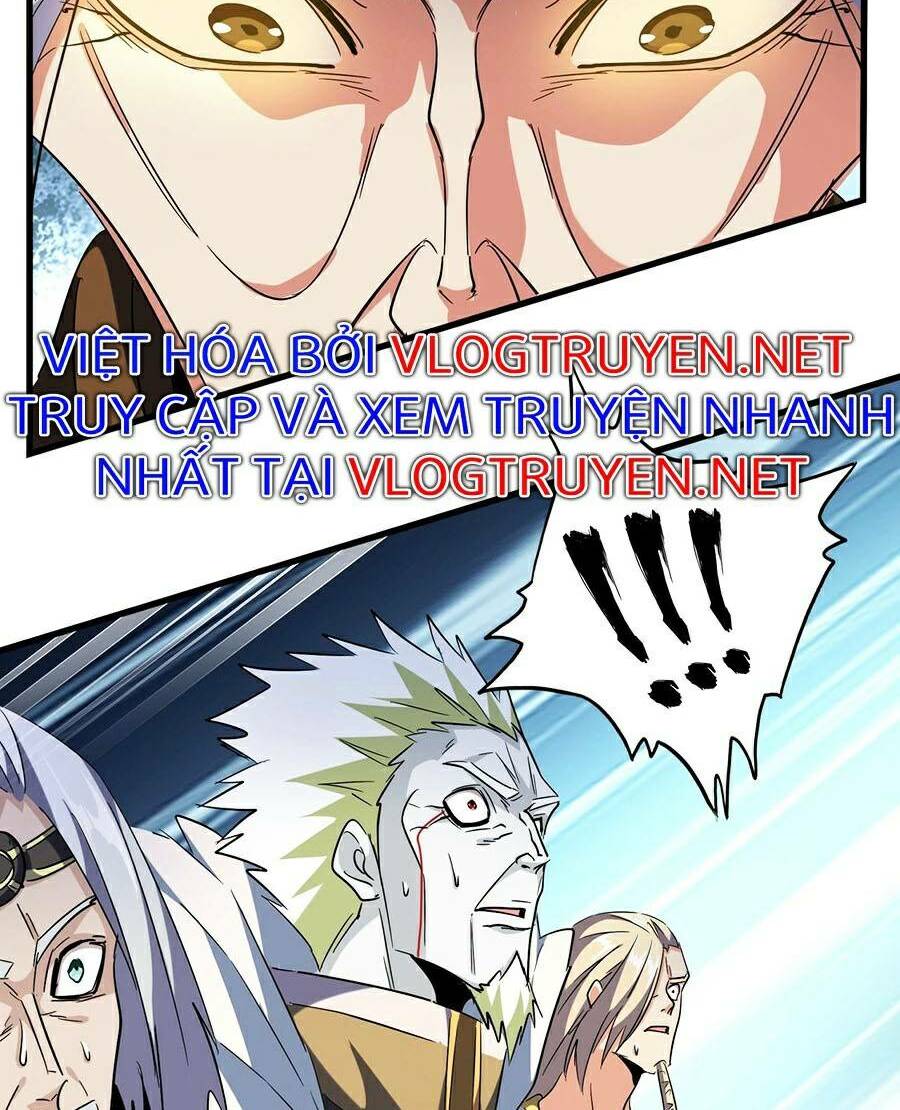 VIỆT HÓA BỞI VLOGTRUYEN.NET
TRUY CẬP VÀ XEM TRUYỆN NHANH
NHẤT TẠI VLOGTRUYEN.NET
!!!